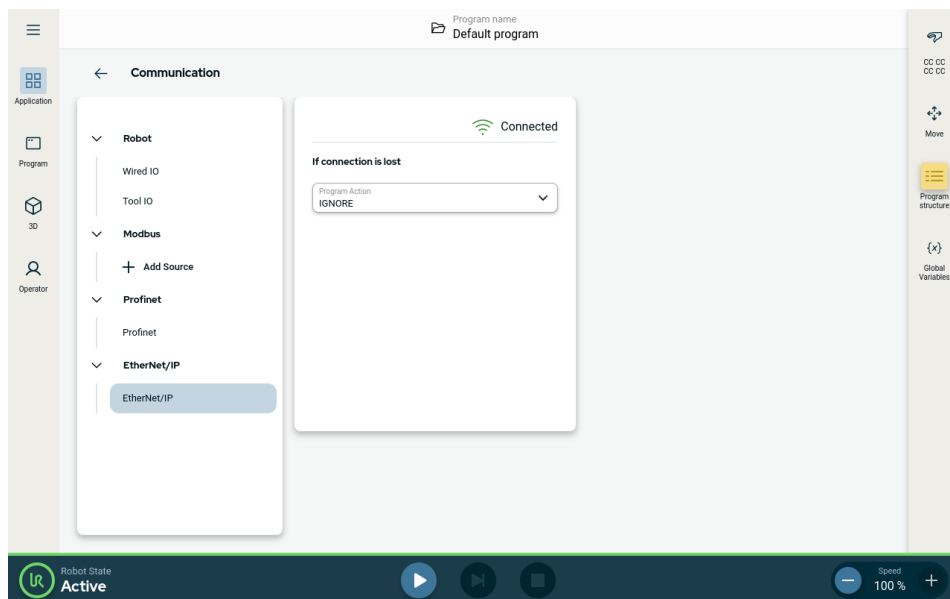 Program name
Default program
Communication
Application
Program
3D
Operator
Robot
Wired IO
Tool IO
Modbus
Add Source
Profinet
Profinet
EtherNet/IP
EtherNet/IP
Connected
If connection is lost
Program Action
IGNORE
CC CC
CC CC
Move
Program
structure
{x}
Global
Variables
UR
Robot State
Active
Speed
100 %